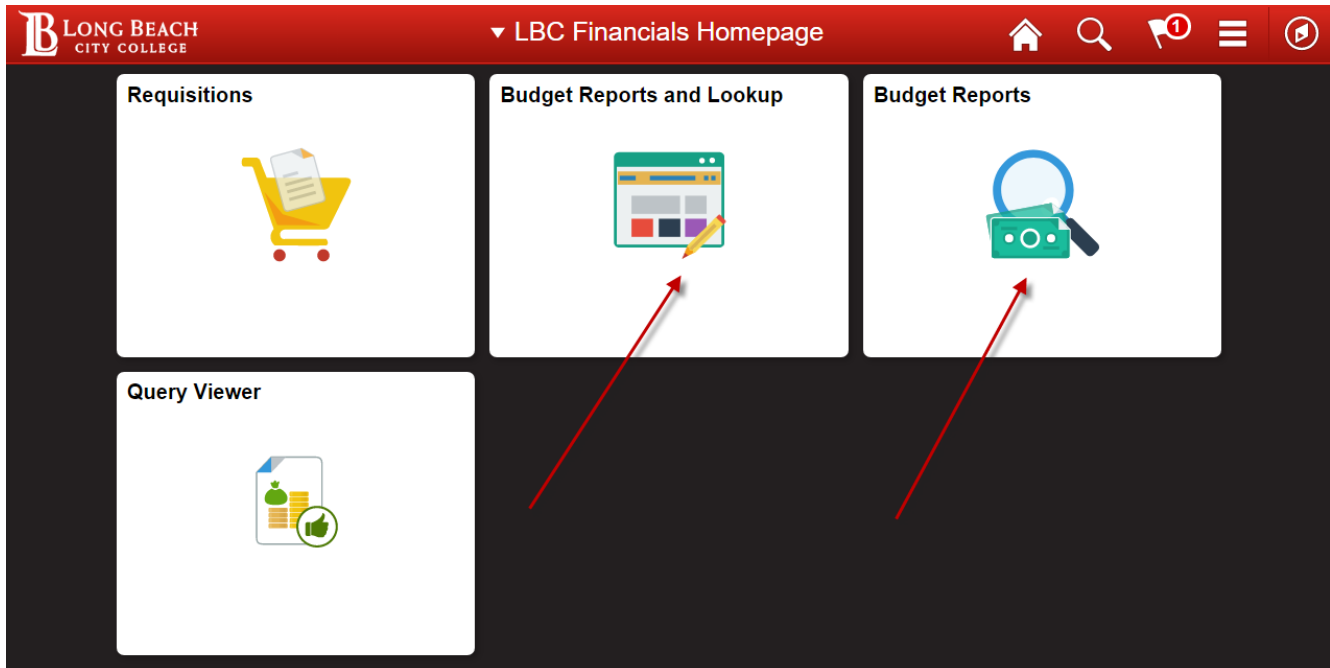 LONG BEACH
CITY COLLEGE
LBC Financials Homepage
1
Requisitions
Budget Reports and Lookup
Budget Reports
Query Viewer